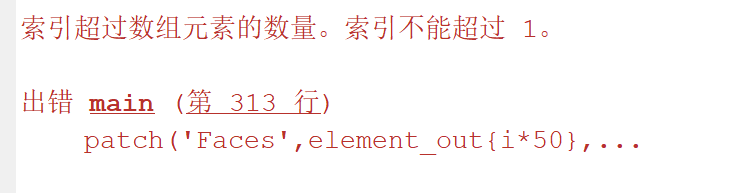 索引超过数组元素的数量。索引不能超过 1。
出错 main (第 313 行)
patch('Faces',element_out{i*50},...